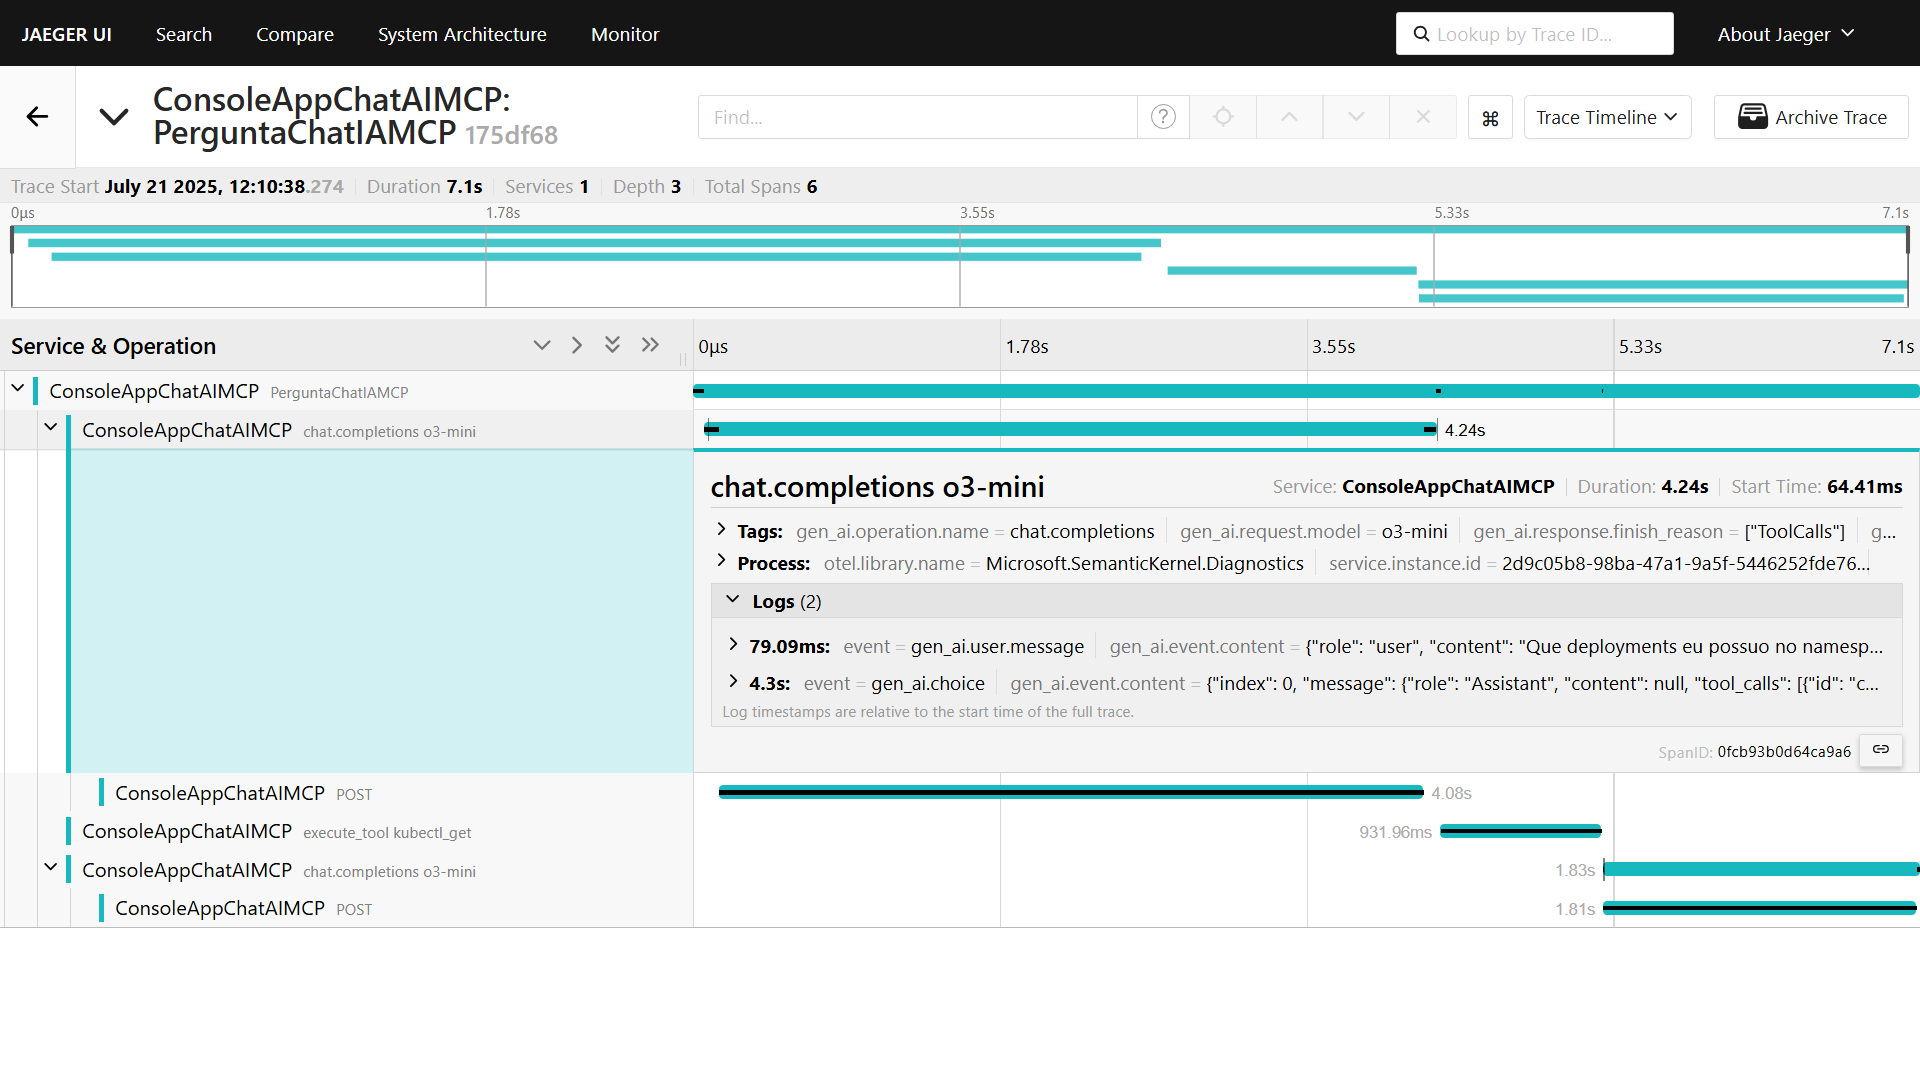 JAEGER UI Search Compare System Architecture Monitor Lookup by Trace ID... About Jaeger
ConsoleAppChatAIMCP:
PerguntaChatIAMCP 175df68
Find... ? ⌘ Trace Timeline Archive Trace
Trace Start July 21 2025, 12:10:38.274 Duration 7.1s Services 1 Depth 3 Total Spans 6
0μs 1.78s 3.55s 5.33s 7.1s
Service & Operation 0μs 1.78s 3.55s 5.33s 7.1s
ConsoleAppChatAIMCP PerguntaChatIAMCP
ConsoleAppChatAIMCP chat.completions o3-mini 4.24s
chat.completions o3-mini Service: ConsoleAppChatAIMCP Duration: 4.24s Start Time: 64.41ms
Tags: gen_ai.operation.name = chat.completions gen_ai.request.model = o3-mini gen_ai.response.finish_reason = ["ToolCalls"] g...
Process: otel.library.name = Microsoft.SemanticKernel.Diagnostics service.instance.id = 2d9c05b8-98ba-47a1-9a5f-5446252fde76...
Logs (2)
79.09ms: event = gen_ai.user.message gen_ai.event.content = {"role": "user", "content": "Que deployments eu possuo no namesp...
4.3s: event = gen_ai.choice gen_ai.event.content = {"index": 0, "message": {"role": "Assistant", "content": null, "tool_calls": [{"id": "c...
Log timestamps are relative to the start time of the full trace.
SpanID: 0fcb93b0d64ca9a6
ConsoleAppChatAIMCP POST 4.08s
ConsoleAppChatAIMCP execute_tool kubectl_get 931.96ms
ConsoleAppChatAIMCP chat.completions o3-mini 1.83s
ConsoleAppChatAIMCP POST 1.81s